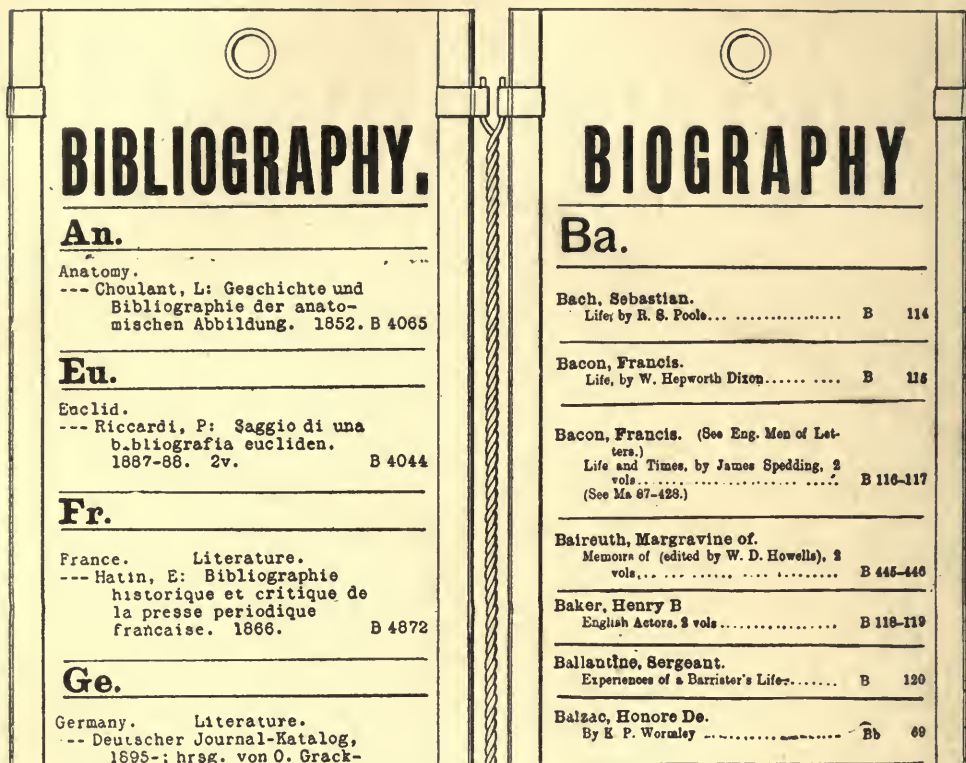 BIBLIOGRAPHY.
An.
Anatomy.
--- Choulant, L: Geschichte und
Bibliographie der anato-
mischen Abbildung. 1852. B 4065
Eu.
Euclid.
--- Riccardi, P: Saggio di una
b.bliografia eucliden.
1887-88. 2v. B 4044
Fr.
France. Literature.
--- Hatin, E: Bibliographie
historique et critique de
la presse periodique
francaise. 1866. B 4872
Ge.
Germany. Literature.
--- Deutscher Journal-Katalog,
1895-: hrsg. von O. Grack-
BIOGRAPHY
Ba.
Bach, Sebastian.
Life, by R. S. Poole... ................ B 114
Bacon, Francis.
Life, by W. Hepworth Dixon...... .... B 115
Bacon, Francis. (See Eng. Men of Let-
ters.)
Life and Times, by James Spedding, 2
vols.. ...... ... ............ .... ..... B 116-117
(See Ma 87-428.)
Baireuth, Margravine of.
Memoirs of (edited by W. D. Howells), 2
vols... .. ...... ...... .... ......... B 445-446
Baker, Henry B
English Actors, 2 vols .................. B 118-119
Ballantine, Sergeant.
Experiences of a Barrister's Life....... B 120
Balzac, Honore De.
By K P. Wormley .................... Bb 69